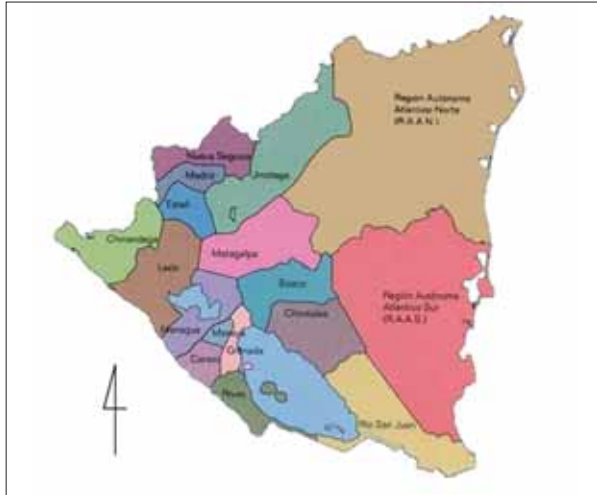 Región Autónoma
Atlántico Norte
(R.A.A.N.)
Nueva Segovia
Madriz
Jinotega
Estelí
Chinandega
Matagalpa
León
Boaco
Región Autónoma
Atlántico Sur
(R.A.A.S.)
Chontales
Managua
Masaya
Granada
Carazo
Rivas
Río San Juan